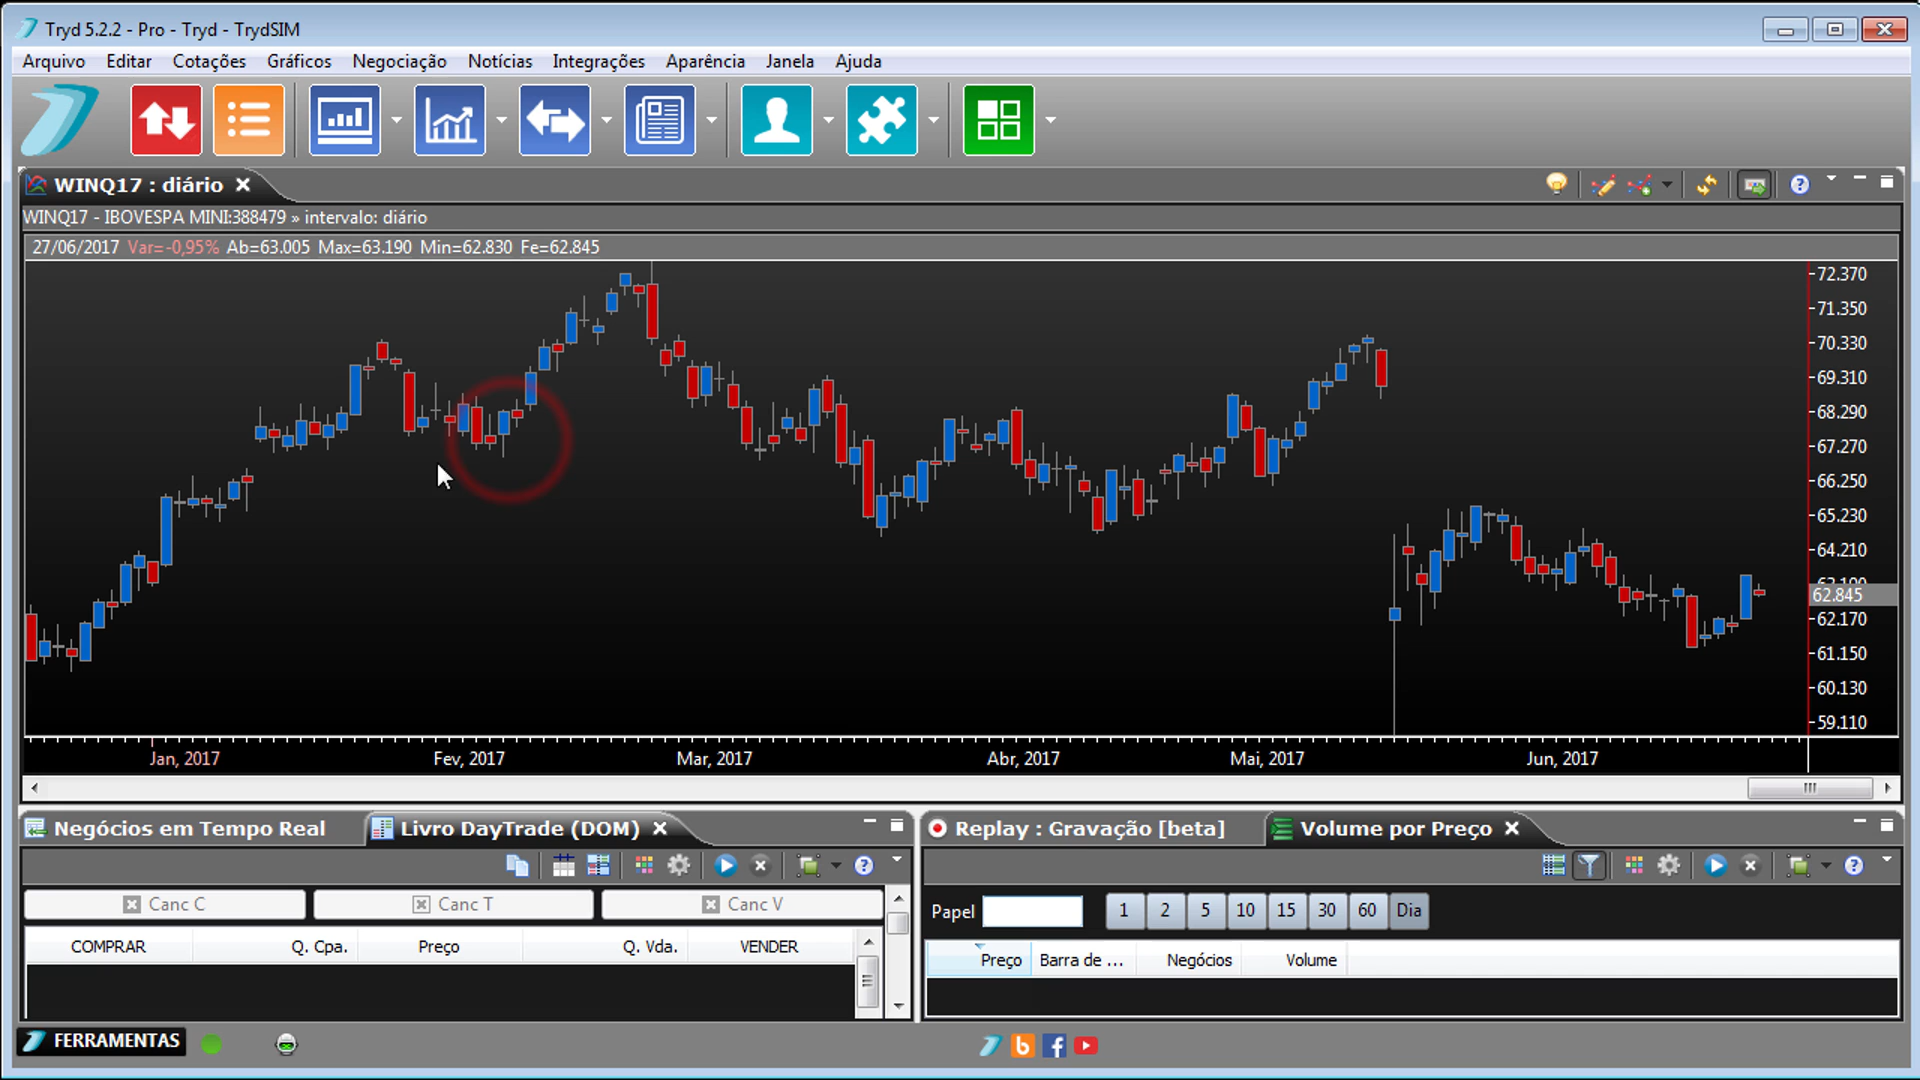 Tryd 5.2.2 - Pro - Tryd - TrydSIM
Arquivo Editar Cotações Gráficos Negociação Notícias Integrações Aparência Janela Ajuda
WINQ17 : diário
WINQ17 - IBOVESPA MINI:388479 » intervalo: diário
27/06/2017 Var=-0,95% Ab=63.005 Max=63.190 Min=62.830 Fe=62.845
72.370
71.350
70.330
69.310
68.290
67.270
66.250
65.230
64.210
62.845
62.170
61.150
60.130
59.110
Jan, 2017 Fev, 2017 Mar, 2017 Abr, 2017 Mai, 2017 Jun, 2017
Negócios em Tempo Real Livro DayTrade (DOM)
Canc C Canc T Canc V
COMPRAR Q. Cpa. Preço Q. Vda. VENDER
Replay : Gravação [beta] Volume por Preço
Papel 1 2 5 10 15 30 60 Dia
Preço Barra de ... Negócios Volume
FERRAMENTAS